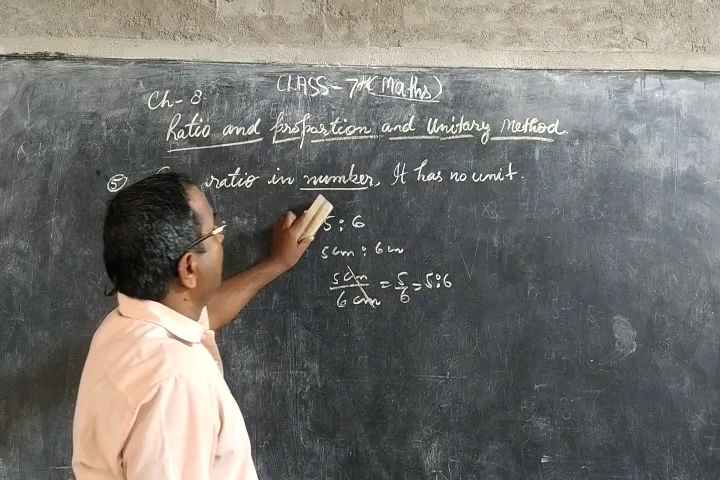 CLASS - 7th (Maths)
Ch- 8
Ratio and proportion and Unitary Method.
⑤ ratio in number. It has no unit.
5 : 6
5 cm : 6 cm
5 cm / 6 cm = 5/6 = 5:6